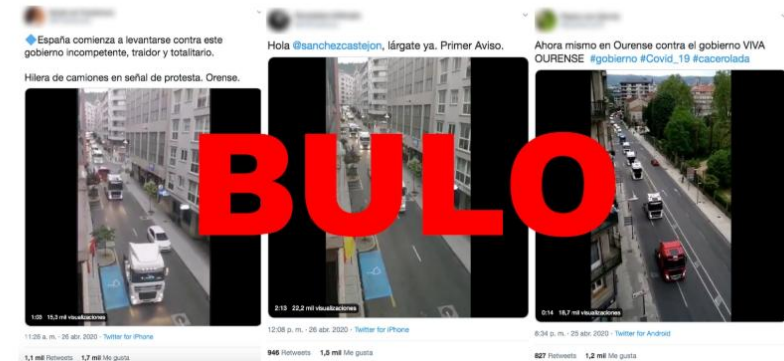 España comienza a levantarse contra este
gobierno incompetente, traidor y totalitario.
Hilera de camiones en señal de protesta. Orense.
1:03 15,3 mil visualizaciones
11:26 a. m. · 26 abr. 2020 · Twitter for iPhone
1,1 mil Retweets 1,7 mil Me gusta
Hola @sanchezcastejon, lárgate ya. Primer Aviso.
2:13 22,2 mil visualizaciones
12:08 p. m. · 26 abr. 2020 · Twitter for iPhone
946 Retweets 1,5 mil Me gusta
Ahora mismo en Ourense contra el gobierno VIVA
OURENSE #gobierno #Covid_19 #cacerolada
0:14 18,7 mil visualizaciones
8:34 p. m. · 25 abr. 2020 · Twitter for Android
827 Retweets 1,2 mil Me gusta
BULO